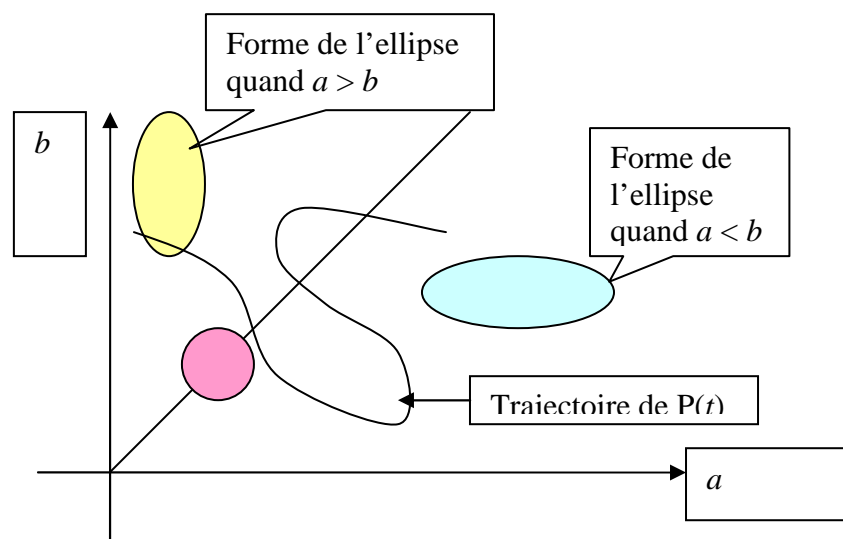 Forme de l’ellipse
quand a > b
b
Forme de
l’ellipse
quand a < b
Trajectoire de P(t)
a